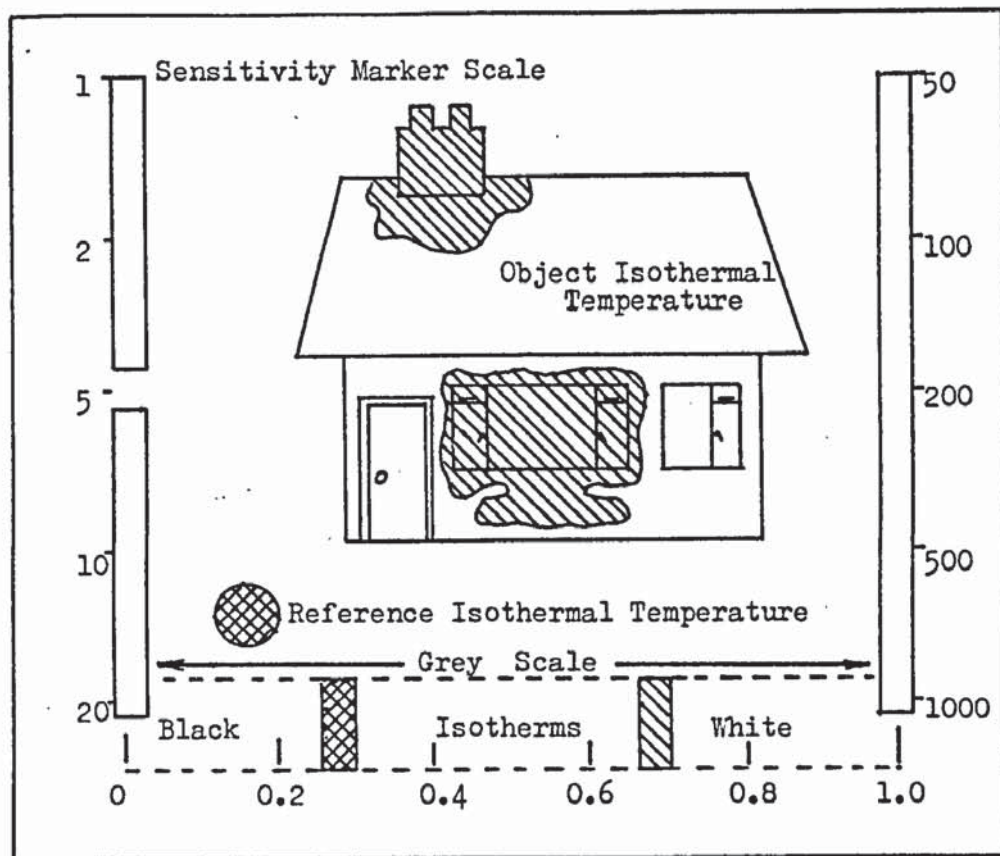 1 Sensitivity Marker Scale 50
2 100
Object Isothermal
Temperature
5 200
10 500
Reference Isothermal Temperature
Grey Scale
20 1000
Black Isotherms White
0 0.2 0.4 0.6 0.8 1.0